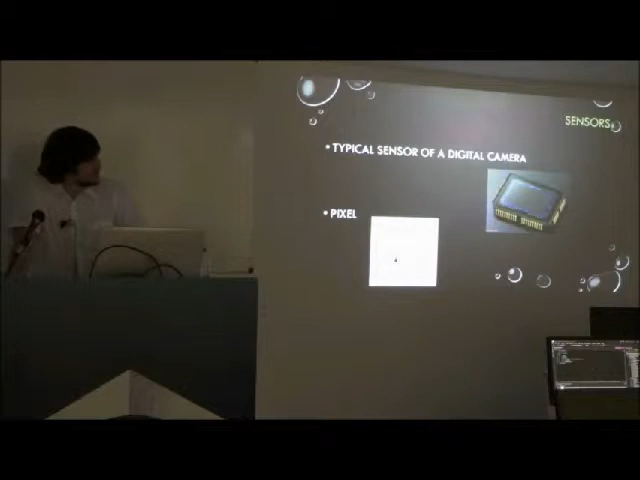 SENSORS
• TYPICAL SENSOR OF A DIGITAL CAMERA
• PIXEL